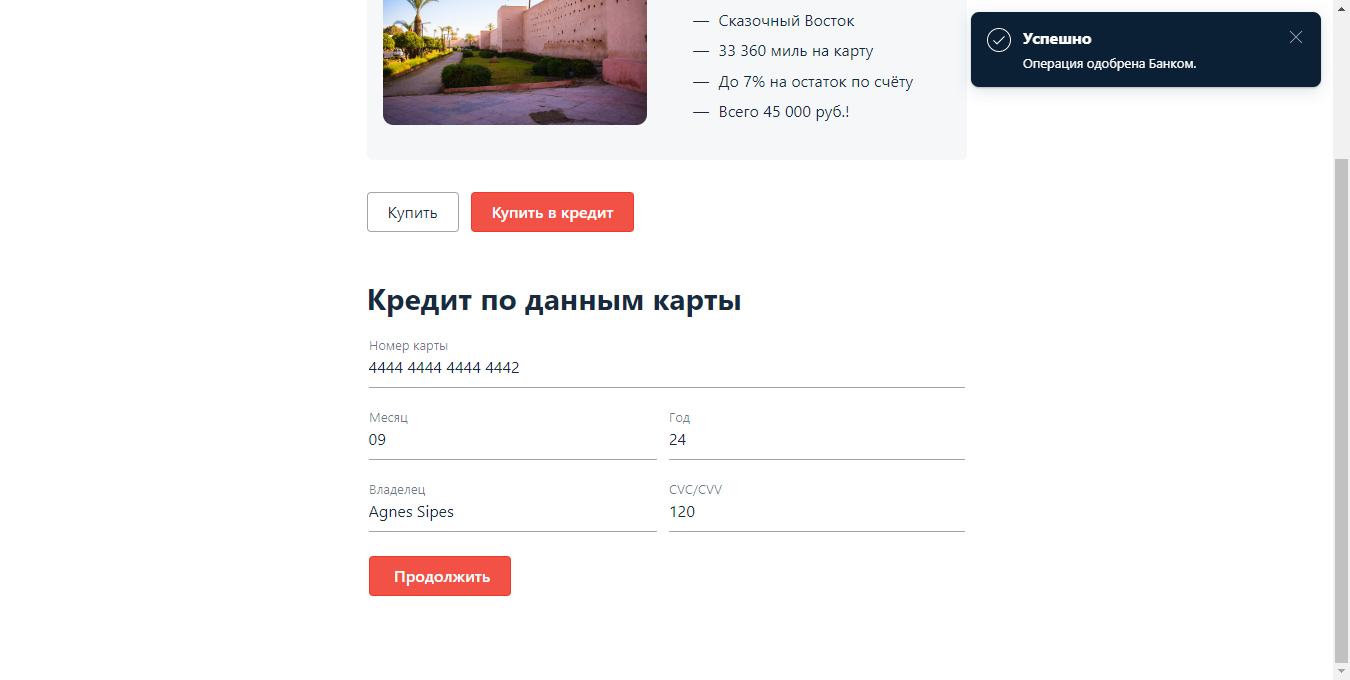 — Сказочный Восток
— 33 360 миль на карту
— До 7% на остаток по счёту
— Всего 45 000 руб.!
Успешно
Операция одобрена Банком.
Купить
Купить в кредит
Кредит по данным карты
Номер карты
4444 4444 4444 4442
Месяц
Год
09
24
Владелец
CVC/CVV
Agnes Sipes
120
Продолжить